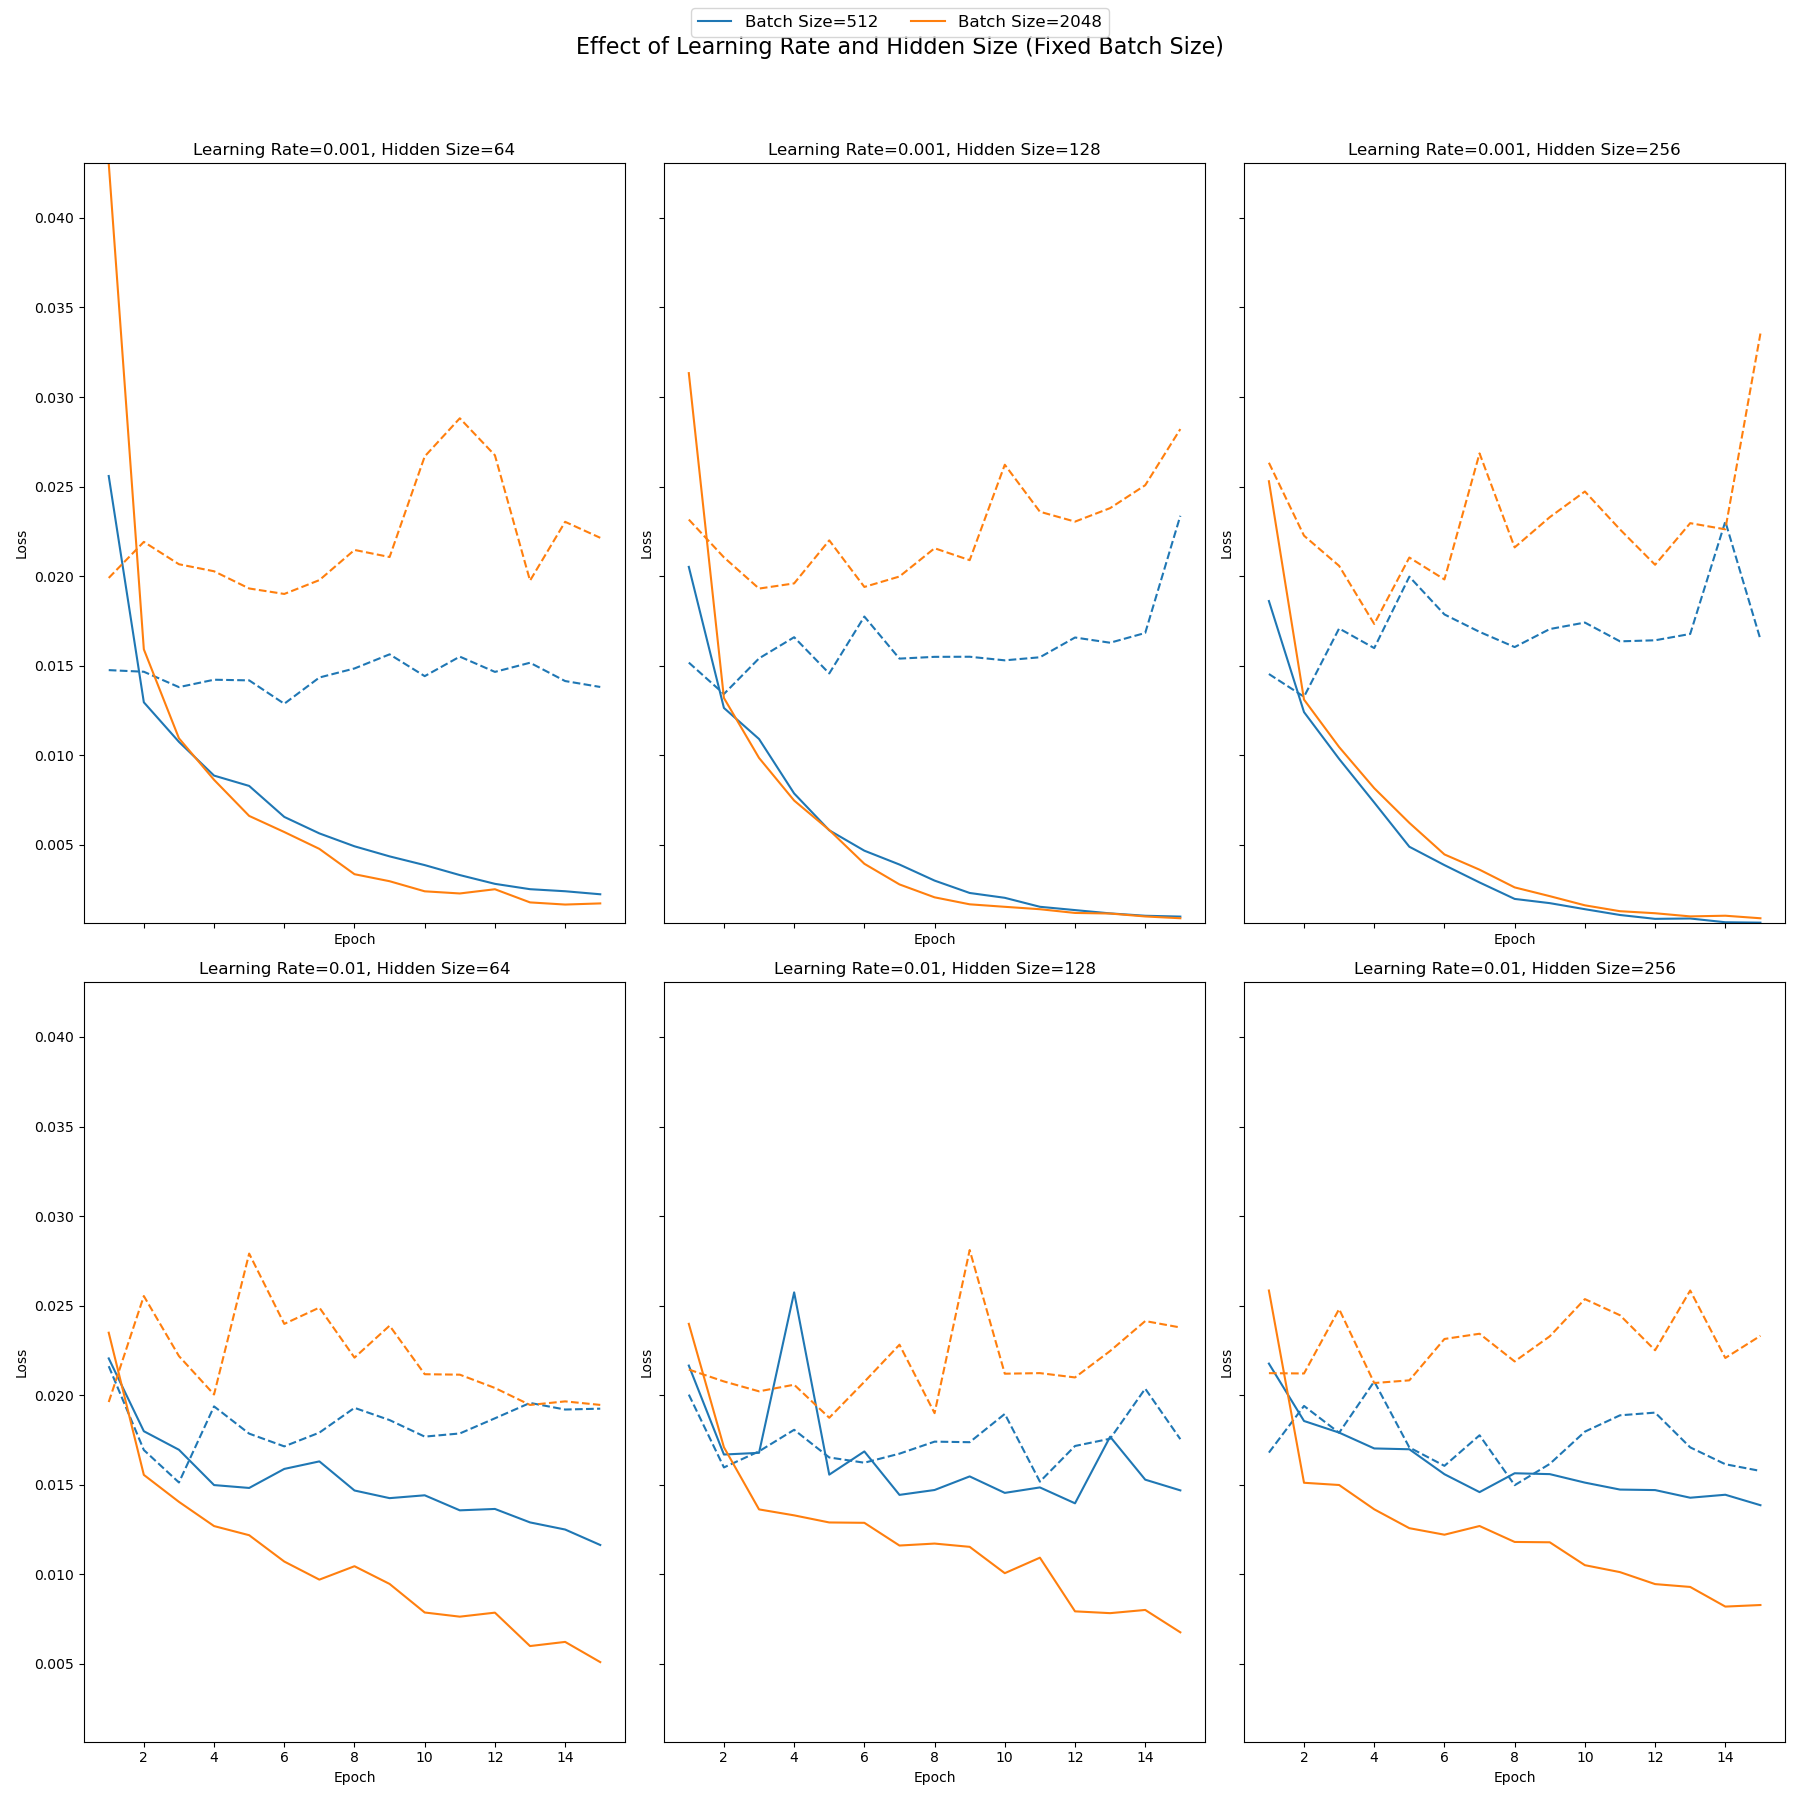 Batch Size=512 Batch Size=2048
Effect of Learning Rate and Hidden Size (Fixed Batch Size)
Learning Rate=0.001, Hidden Size=64
0.040
0.035
0.030
0.025
0.020
0.015
0.010
0.005
Loss
Epoch
Learning Rate=0.001, Hidden Size=128
Loss
Epoch
Learning Rate=0.001, Hidden Size=256
Loss
Epoch
Learning Rate=0.01, Hidden Size=64
0.040
0.035
0.030
0.025
0.020
0.015
0.010
0.005
Loss
2 4 6 8 10 12 14
Epoch
Learning Rate=0.01, Hidden Size=128
Loss
2 4 6 8 10 12 14
Epoch
Learning Rate=0.01, Hidden Size=256
Loss
2 4 6 8 10 12 14
Epoch